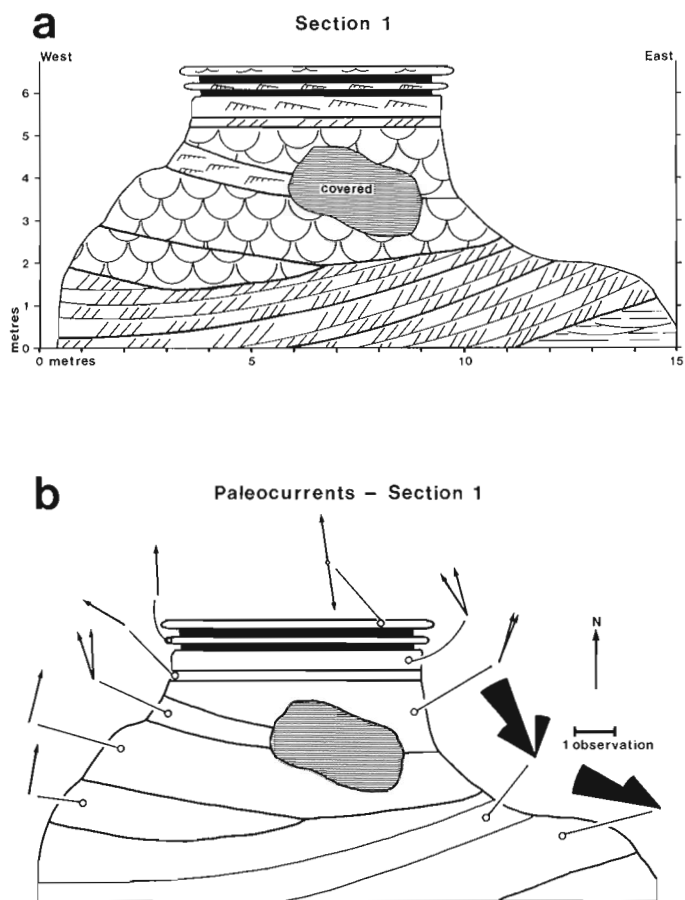 a
Section 1
West
East
6
5
4
covered
3
2
1
metres
0
0 metres
5
10
15
b
Paleocurrents – Section 1
N
1 observation